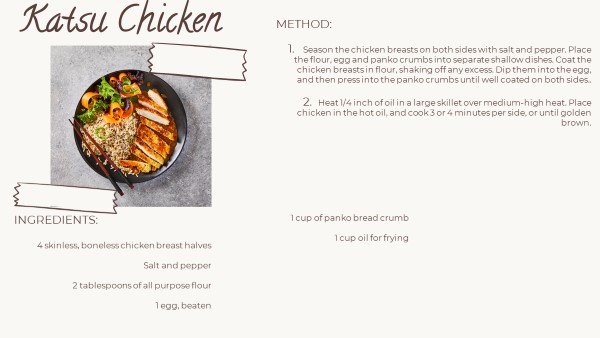 Katsu Chicken
INGREDIENTS:
4 skinless, boneless chicken breast halves
Salt and pepper
2 tablespoons of all purpose flour
1 egg, beaten
1 cup of panko bread crumb
1 cup oil for frying
METHOD:
1. Season the chicken breasts on both sides with salt and pepper. Place
the flour, egg and panko crumbs into separate shallow dishes. Coat the
chicken breasts in flour, shaking off any excess. Dip them into the egg,
and then press into the panko crumbs until well coated on both sides..
2. Heat 1/4 inch of oil in a large skillet over medium-high heat. Place
chicken in the hot oil, and cook 3 or 4 minutes per side, or until golden
brown.